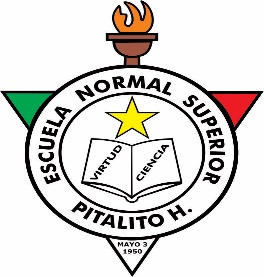 ESCUELA NORMAL SUPERIOR
VIRTUD
CIENCIA
PITALITO H.
MAYO 3
1950